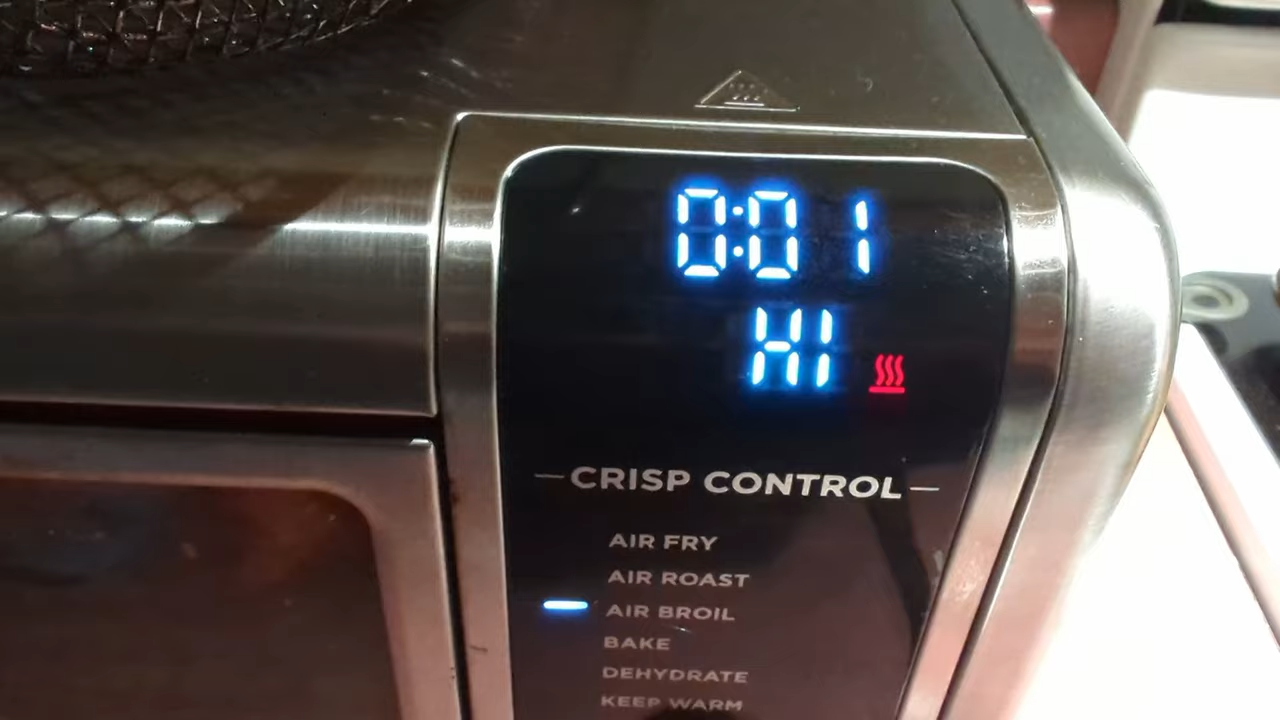 0:01
HI
CRISP CONTROL
AIR FRY
AIR ROAST
AIR BROIL
BAKE
DEHYDRATE
KEEP WARM